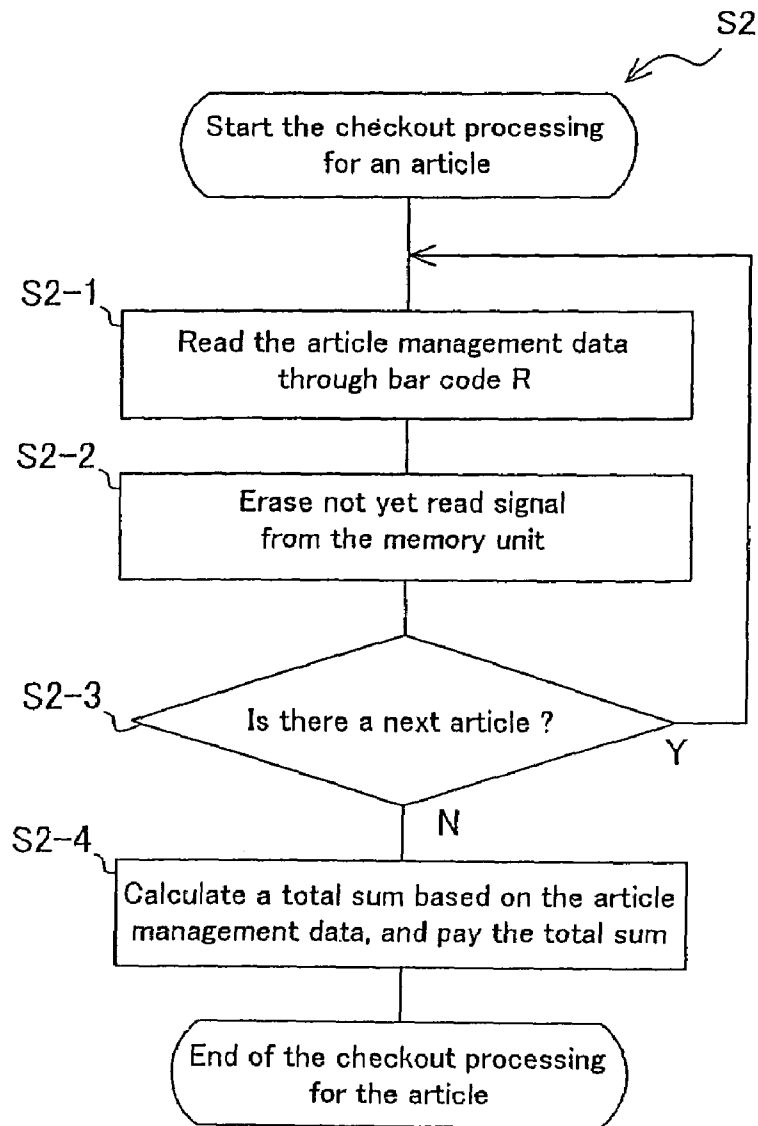 S2
Start the checkout processing
for an article
S2-1
Read the article management data
through bar code R
S2-2
Erase not yet read signal
from the memory unit
S2-3
Is there a next article ?
Y
N
S2-4
Calculate a total sum based on the article
management data, and pay the total sum
End of the checkout processing
for the article